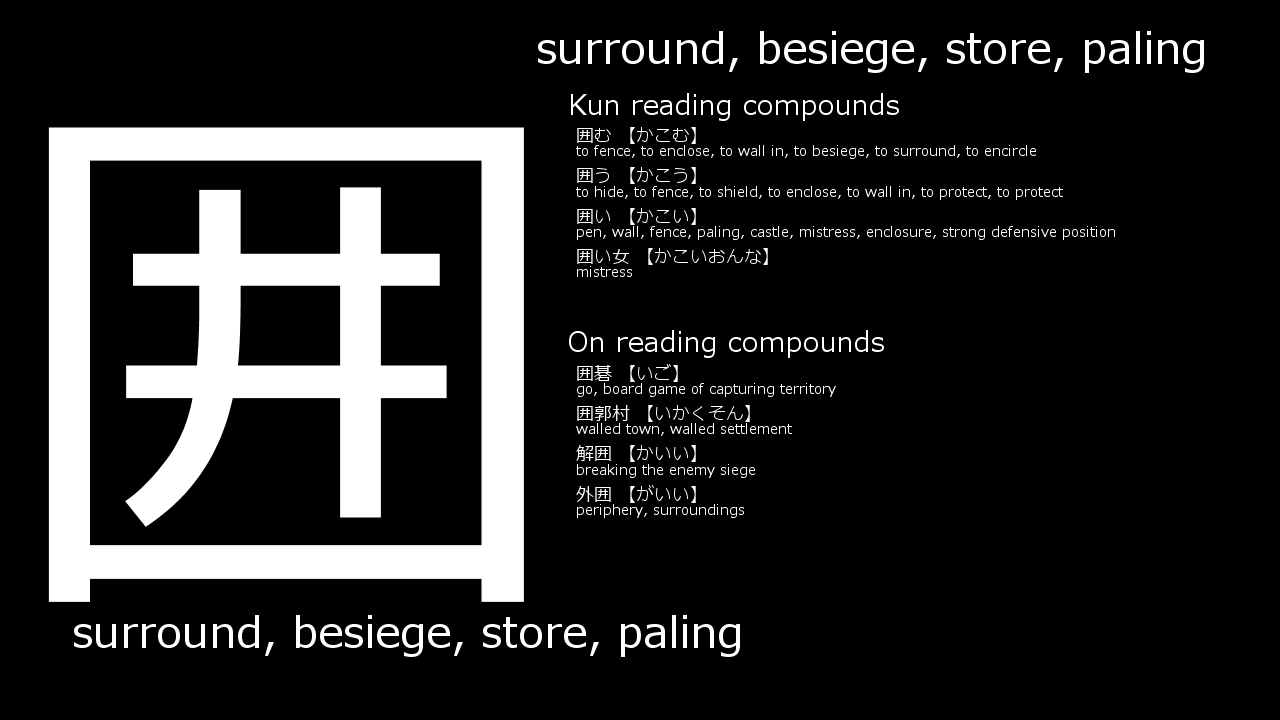 surround, besiege, store, paling
囲
Kun reading compounds
囲む 【かこむ】
to fence, to enclose, to wall in, to besiege, to surround, to encircle
囲う 【かこう】
to hide, to fence, to shield, to enclose, to wall in, to protect, to protect
囲い 【かこい】
pen, wall, fence, paling, castle, mistress, enclosure, strong defensive position
囲い女 【かこいおんな】
mistress
On reading compounds
囲碁 【いご】
go, board game of capturing territory
囲郭村 【いかくそん】
walled town, walled settlement
解囲 【かいい】
breaking the enemy siege
外囲 【がいい】
periphery, surroundings
surround, besiege, store, paling